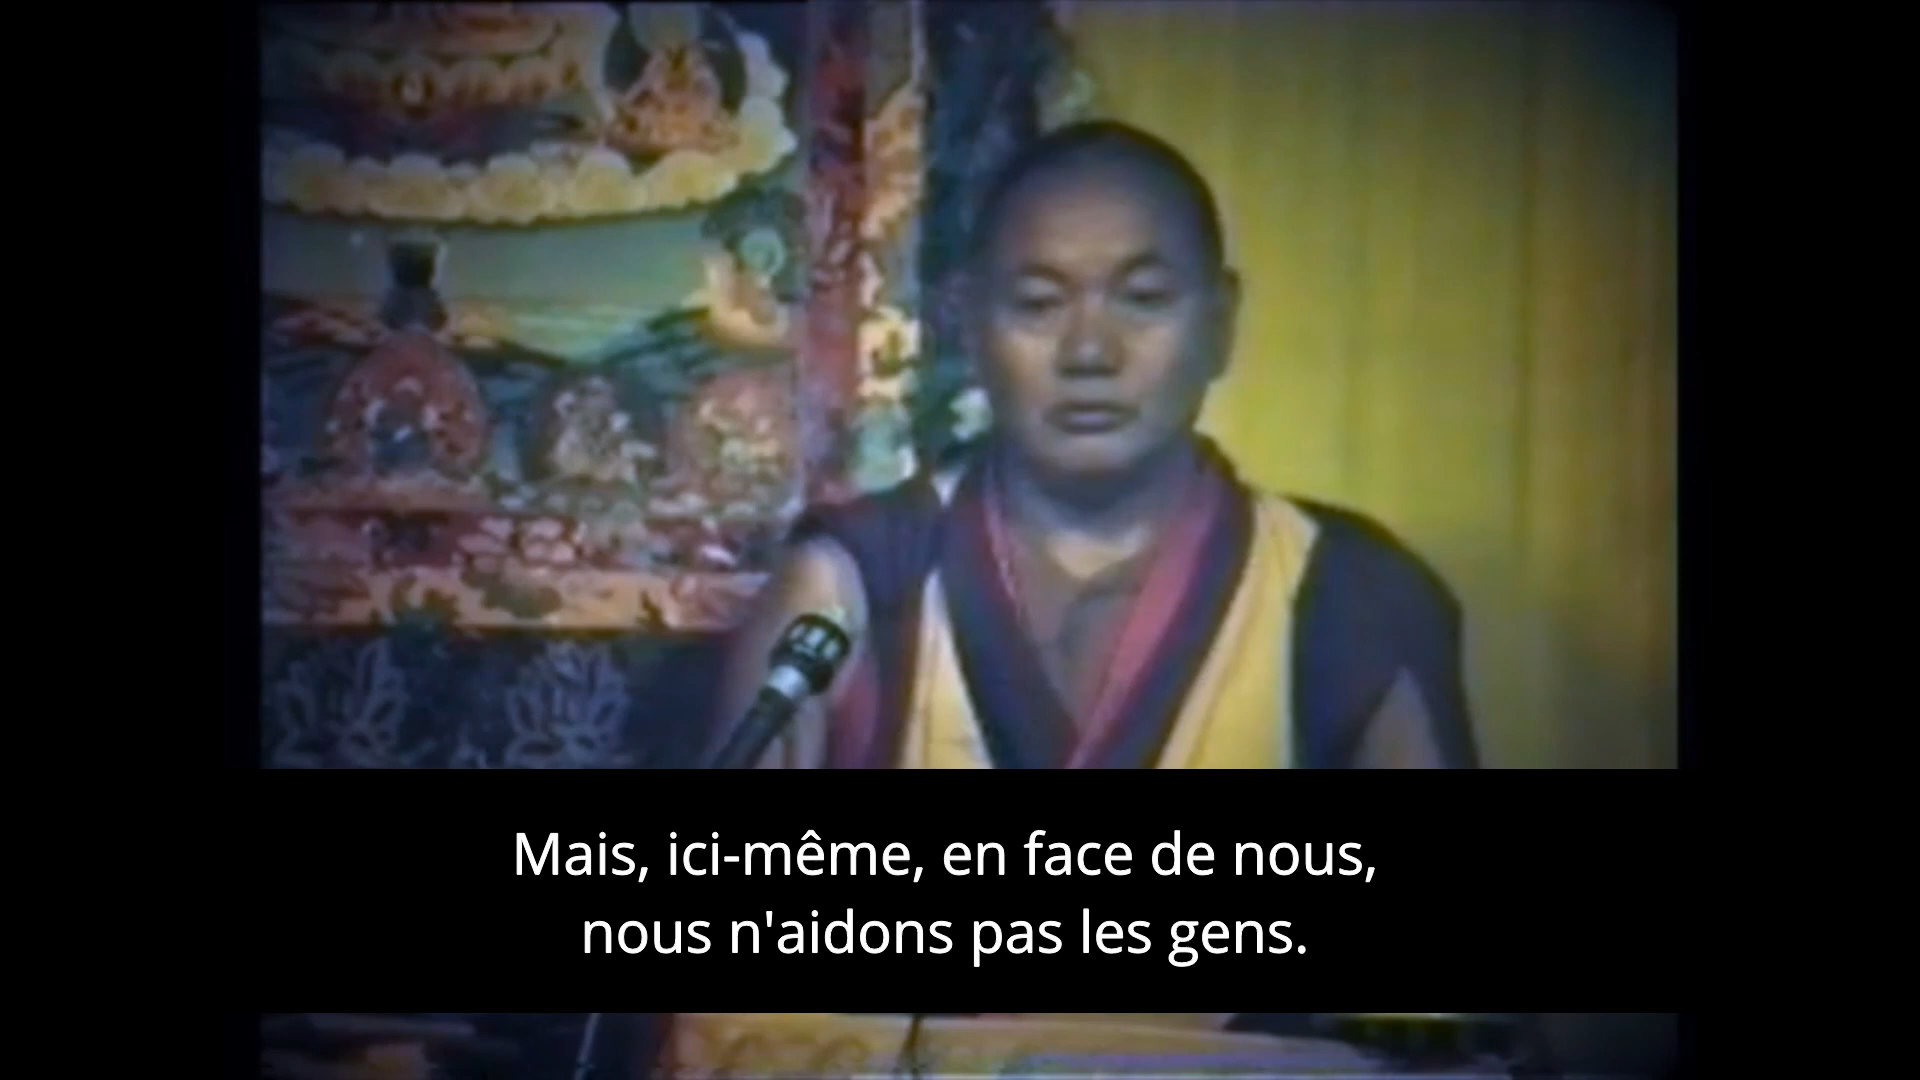 Mais, ici-même, en face de nous,
nous n'aidons pas les gens.